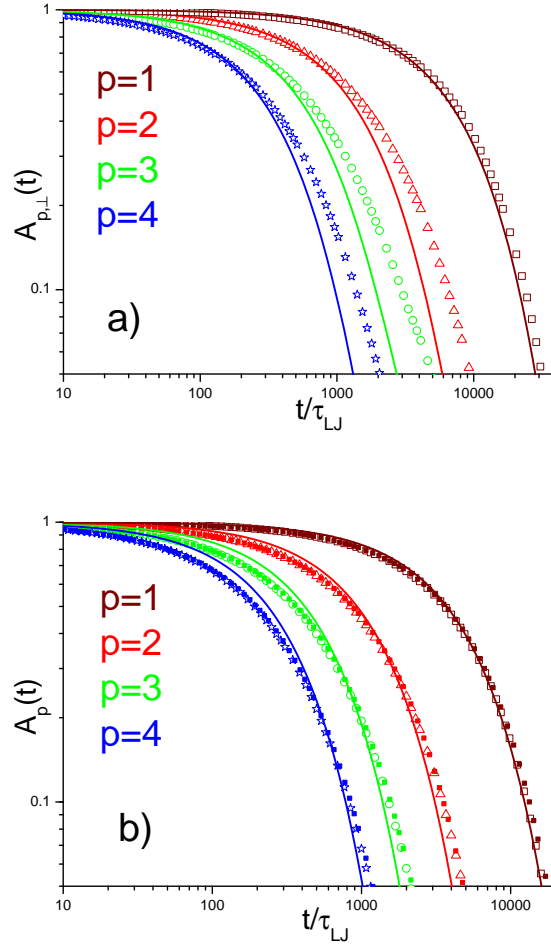 1
p=1
p=2
p=3
p=4
A_{p,⊥}(t)
0.1
a)
10 100 1000 10000
t/τ_{LJ}
1
p=1
p=2
p=3
p=4
A_p(t)
0.1
b)
10 100 1000 10000
t/τ_{LJ}